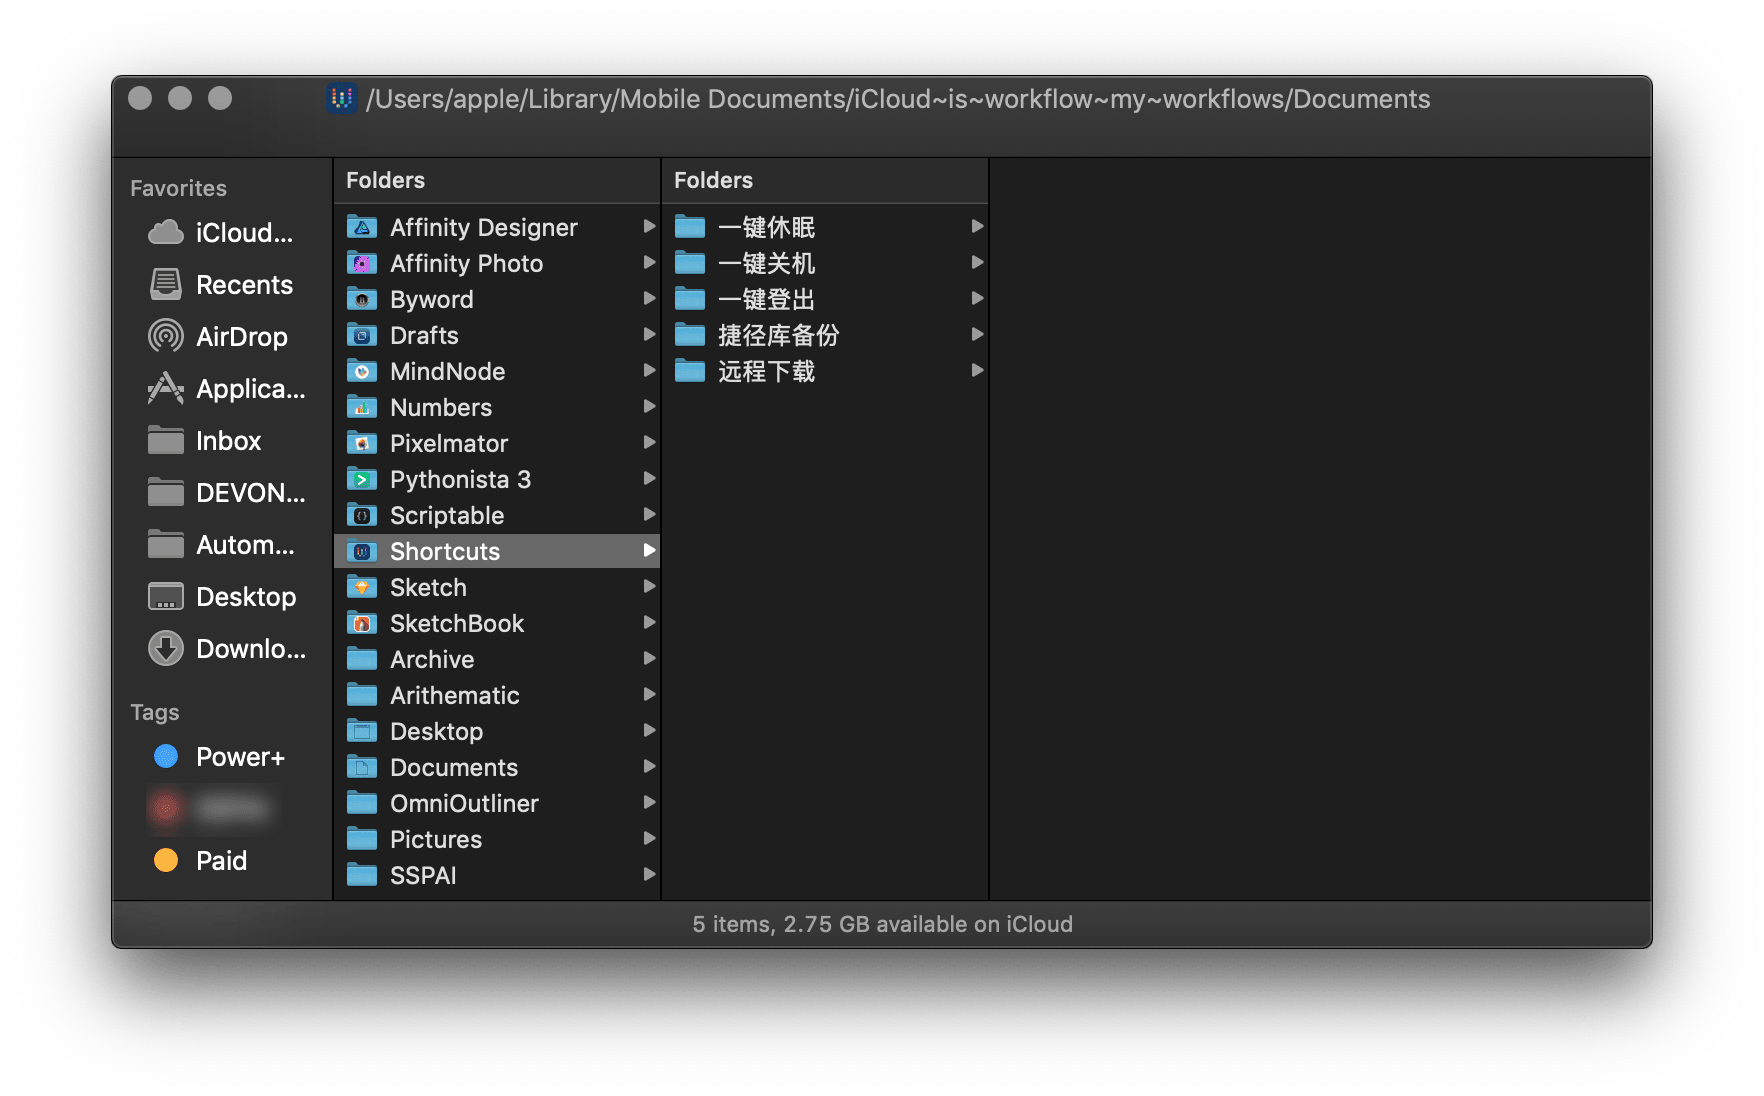 /Users/apple/Library/Mobile Documents/iCloud~is~workflow~my~workflows/Documents
Favorites
iCloud...
Recents
AirDrop
Applica...
Inbox
DEVON...
Autom...
Desktop
Downlo...
Tags
Power+
Paid
Folders
Affinity Designer
Affinity Photo
Byword
Drafts
MindNode
Numbers
Pixelmator
Pythonista 3
Scriptable
Shortcuts
Sketch
SketchBook
Archive
Arithematic
Desktop
Documents
OmniOutliner
Pictures
SSPAI
Folders
一键休眠
一键关机
一键登出
捷径库备份
远程下载
5 items, 2.75 GB available on iCloud